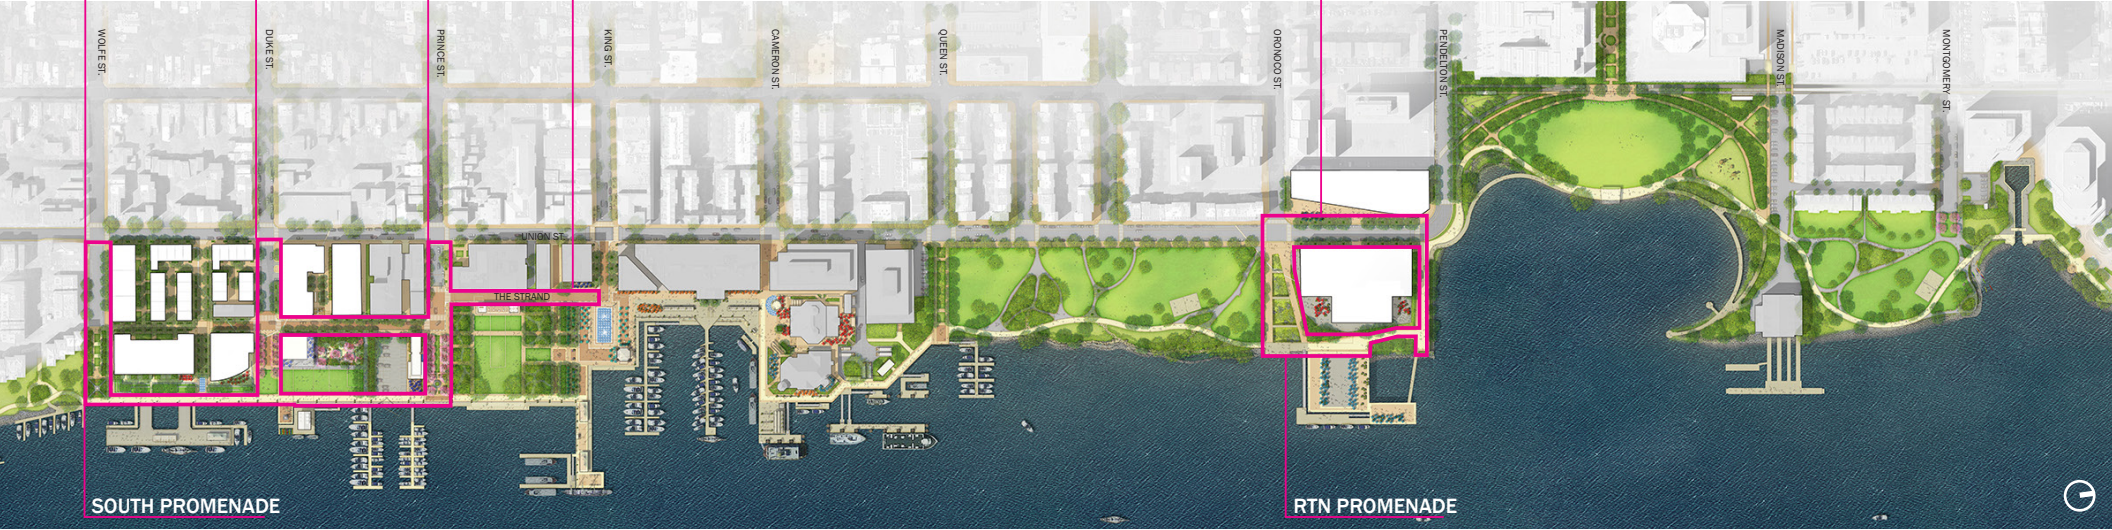 WOLFE ST.
DUKE ST.
PRINCE ST.
KING ST.
CAMERON ST.
QUEEN ST.
ORONOCO ST.
PENDELTON ST.
MADISON ST.
MONTGOMERY ST.
UNION ST.
THE STRAND
SOUTH PROMENADE
RTN PROMENADE